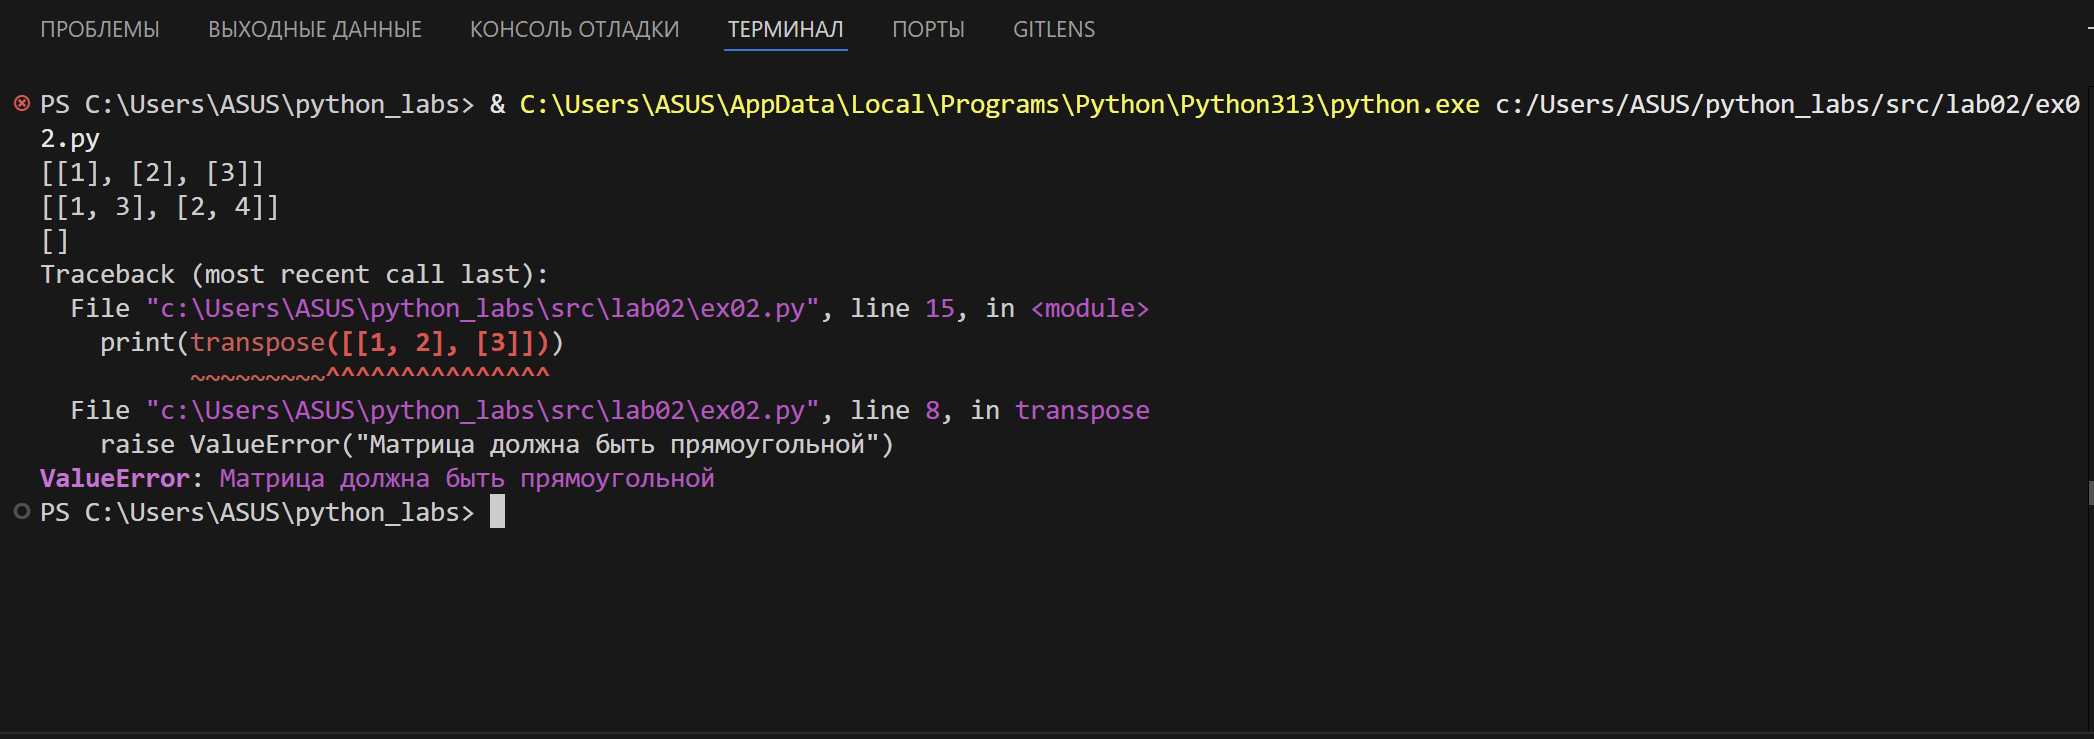 ПРОБЛЕМЫ ВЫХОДНЫЕ ДАННЫЕ КОНСОЛЬ ОТЛАДКИ ТЕРМИНАЛ ПОРТЫ GITLENS
PS C:\Users\ASUS\python_labs> & C:\Users\ASUS\AppData\Local\Programs\Python\Python313\python.exe c:/Users/ASUS/python_labs/src/lab02/ex0
2.py
[[1], [2], [3]]
[[1, 3], [2, 4]]
[]
Traceback (most recent call last):
  File "c:\Users\ASUS\python_labs\src\lab02\ex02.py", line 15, in <module>
    print(transpose([[1, 2], [3]]))
          ~~~~~~~~~^^^^^^^^^^^^^^^
  File "c:\Users\ASUS\python_labs\src\lab02\ex02.py", line 8, in transpose
    raise ValueError("Матрица должна быть прямоугольной")
ValueError: Матрица должна быть прямоугольной
PS C:\Users\ASUS\python_labs>